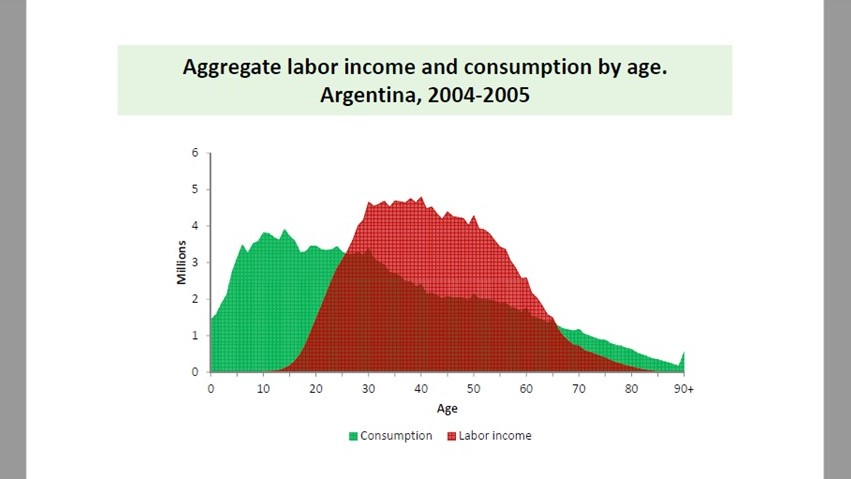 Aggregate labor income and consumption by age.
Argentina, 2004-2005
6
5
4
3
2
1
0
Millions
0 10 20 30 40 50 60 70 80 90+
Age
Consumption Labor income